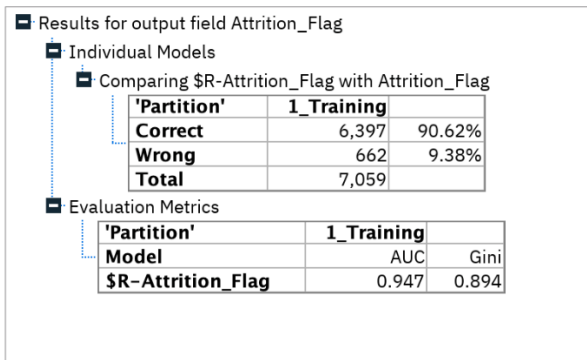 Results for output field Attrition_Flag
Individual Models
Comparing $R-Attrition_Flag with Attrition_Flag
'Partition' 1_Training
Correct 6,397 90.62%
Wrong 662 9.38%
Total 7,059
Evaluation Metrics
'Partition' 1_Training
Model AUC Gini
$R-Attrition_Flag 0.947 0.894